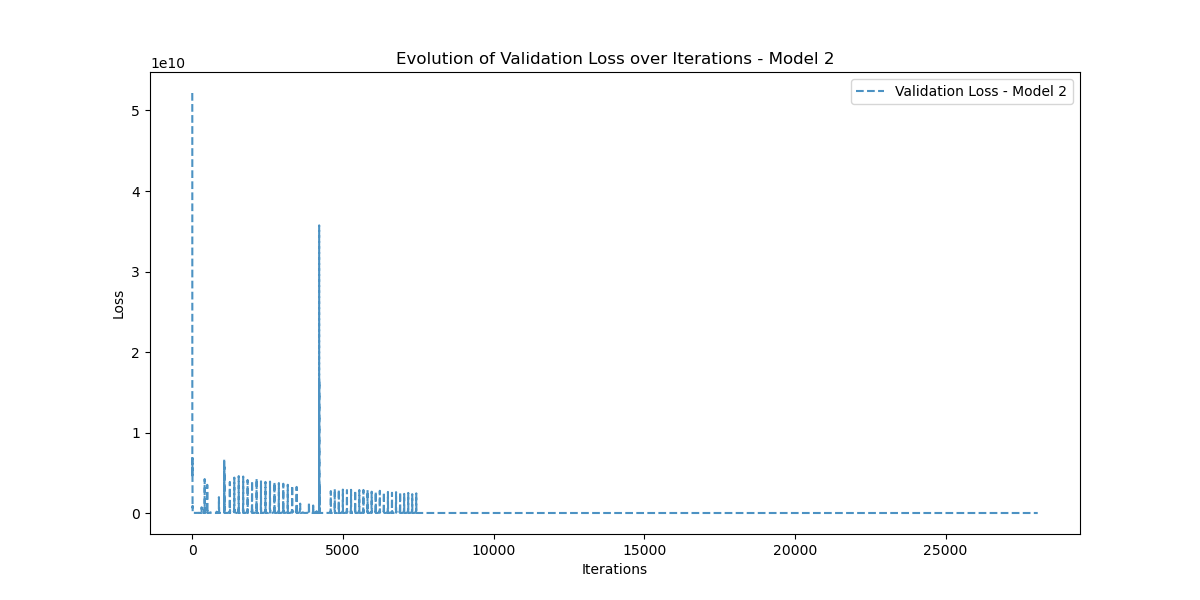 Evolution of Validation Loss over Iterations - Model 2
1e10
Validation Loss - Model 2
5
4
3
2
1
0
Loss
0 5000 10000 15000 20000 25000
Iterations